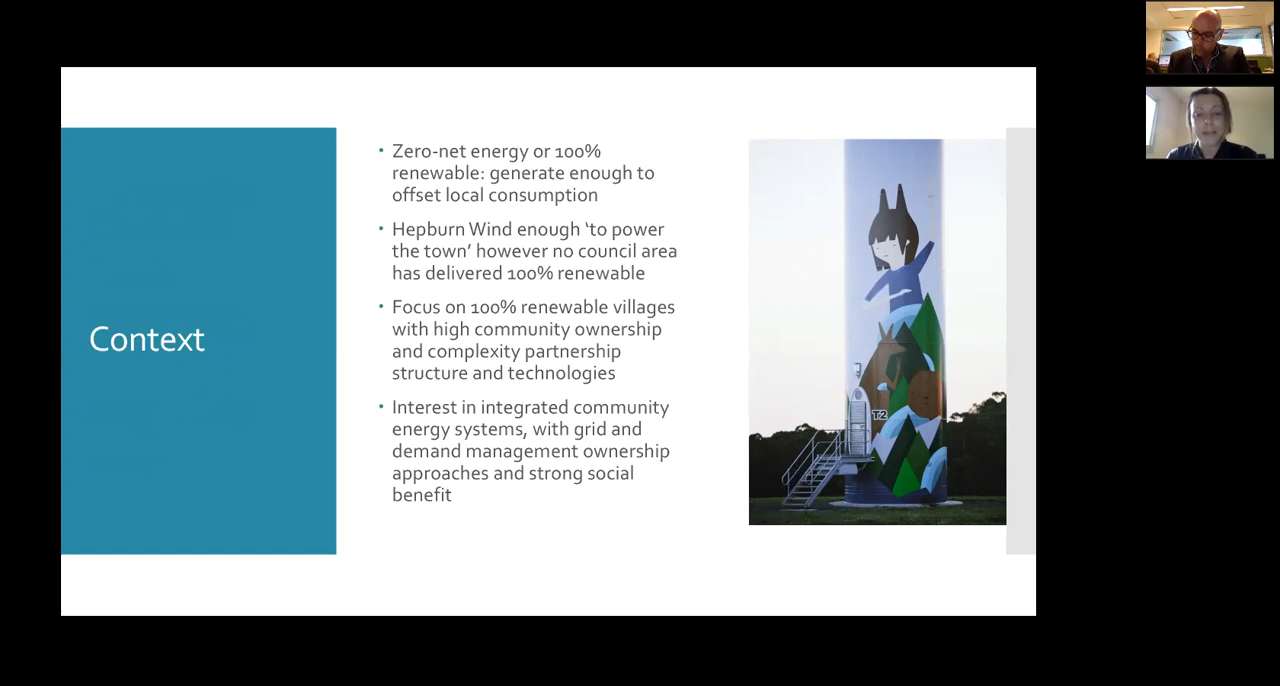 Context
• Zero-net energy or 100%
renewable: generate enough to
offset local consumption
• Hepburn Wind enough ‘to power
the town’ however no council area
has delivered 100% renewable
• Focus on 100% renewable villages
with high community ownership
and complexity partnership
structure and technologies
• Interest in integrated community
energy systems, with grid and
demand management ownership
approaches and strong social
benefit
T2